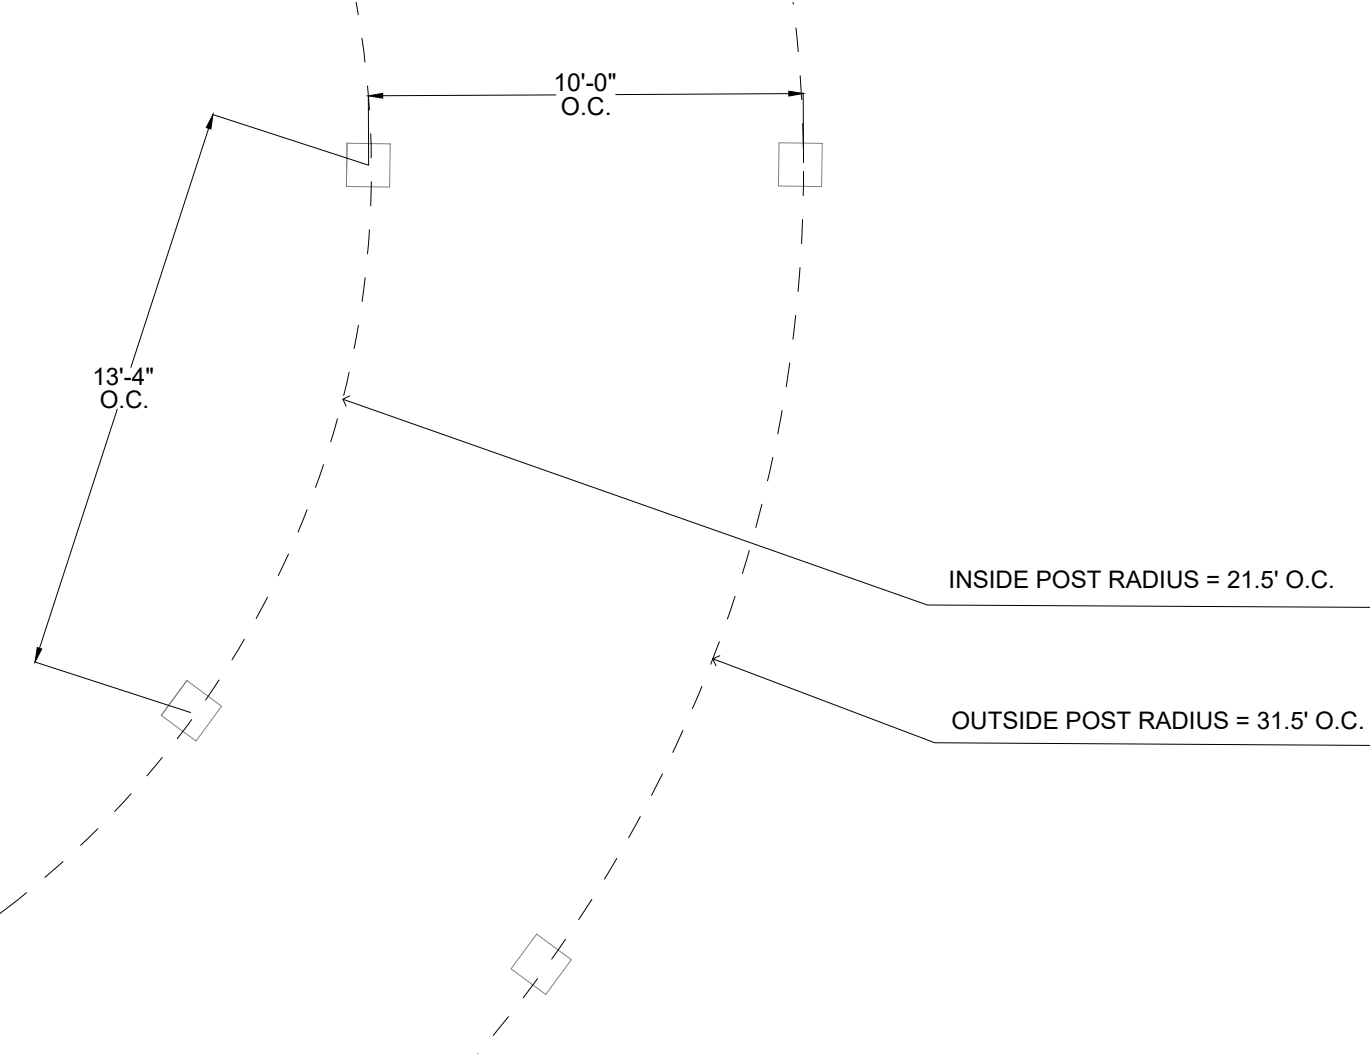 10'-0"
O.C.
13'-4"
O.C.
INSIDE POST RADIUS = 21.5' O.C.
OUTSIDE POST RADIUS = 31.5' O.C.